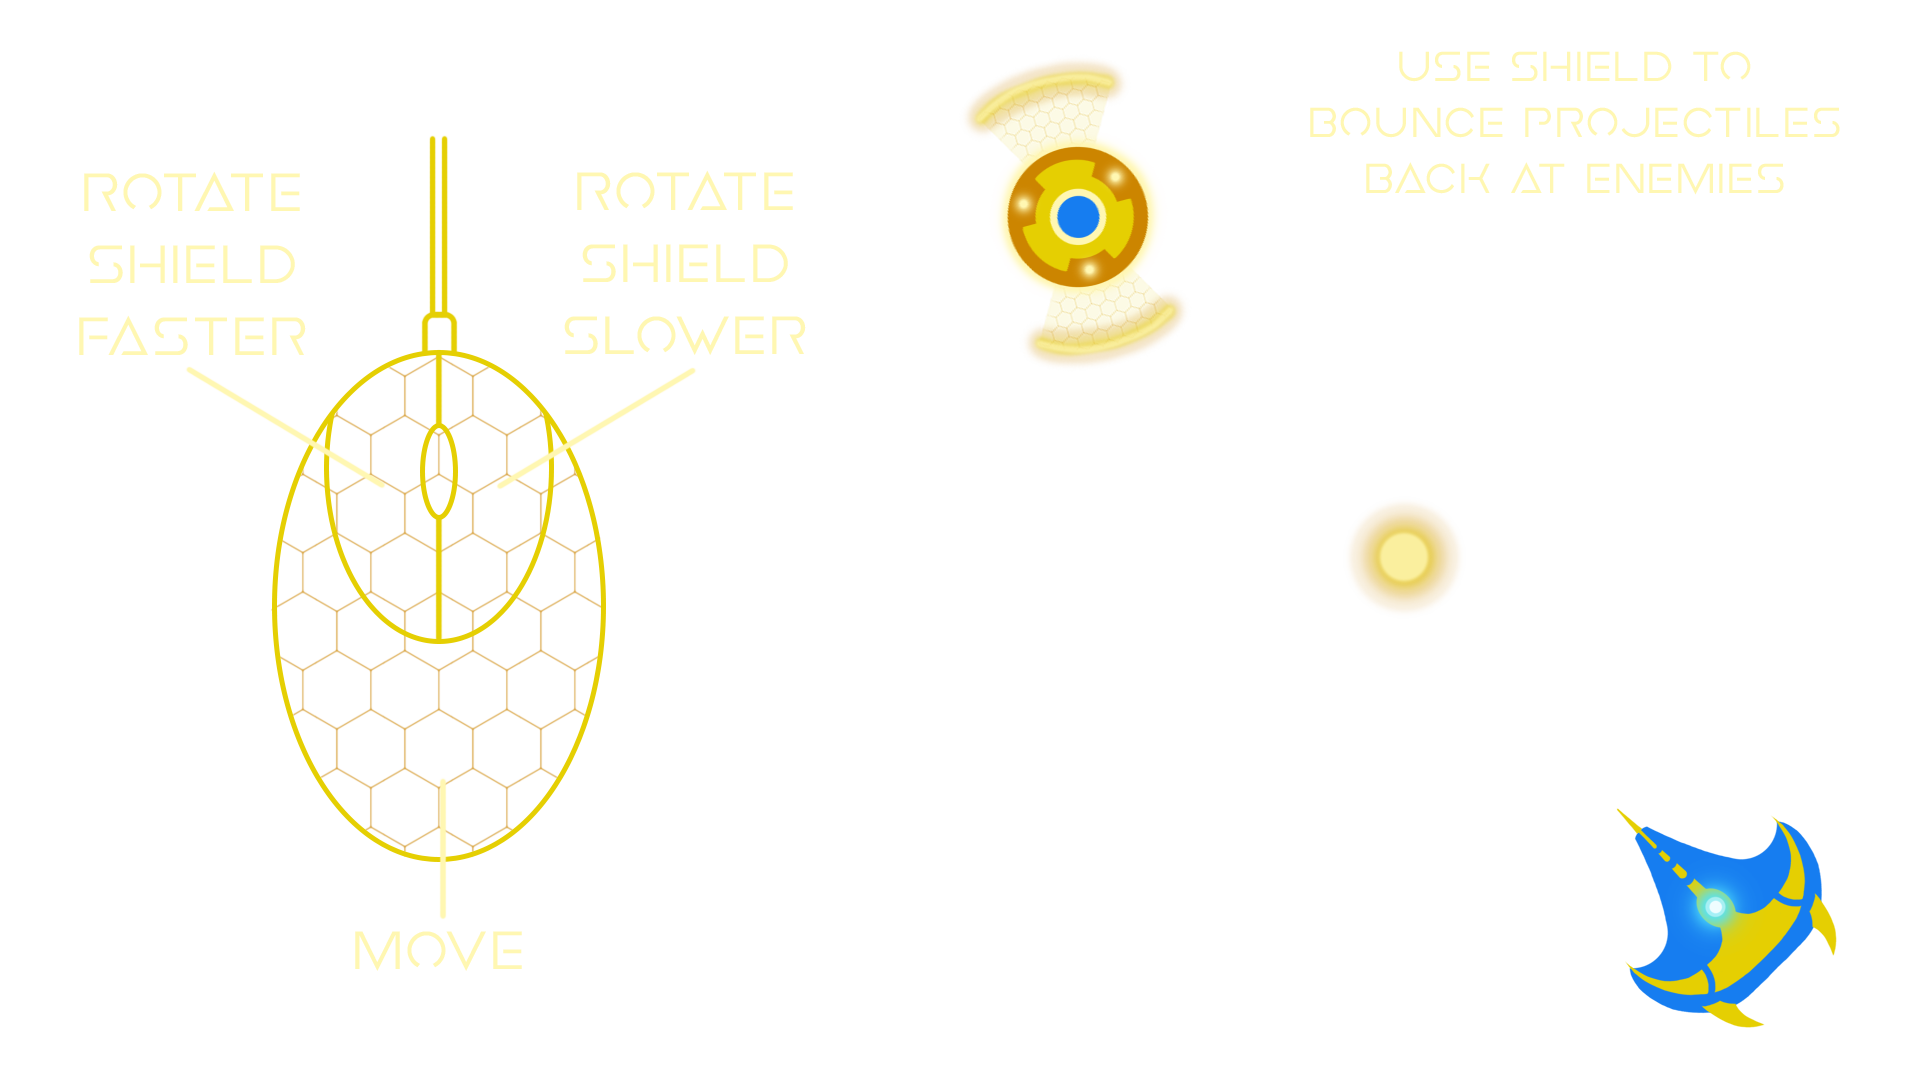 ROTATE
SHIELD
FASTER
ROTATE
SHIELD
SLOWER
MOVE
USE SHIELD TO
BOUNCE PROJECTILES
BACK AT ENEMIES